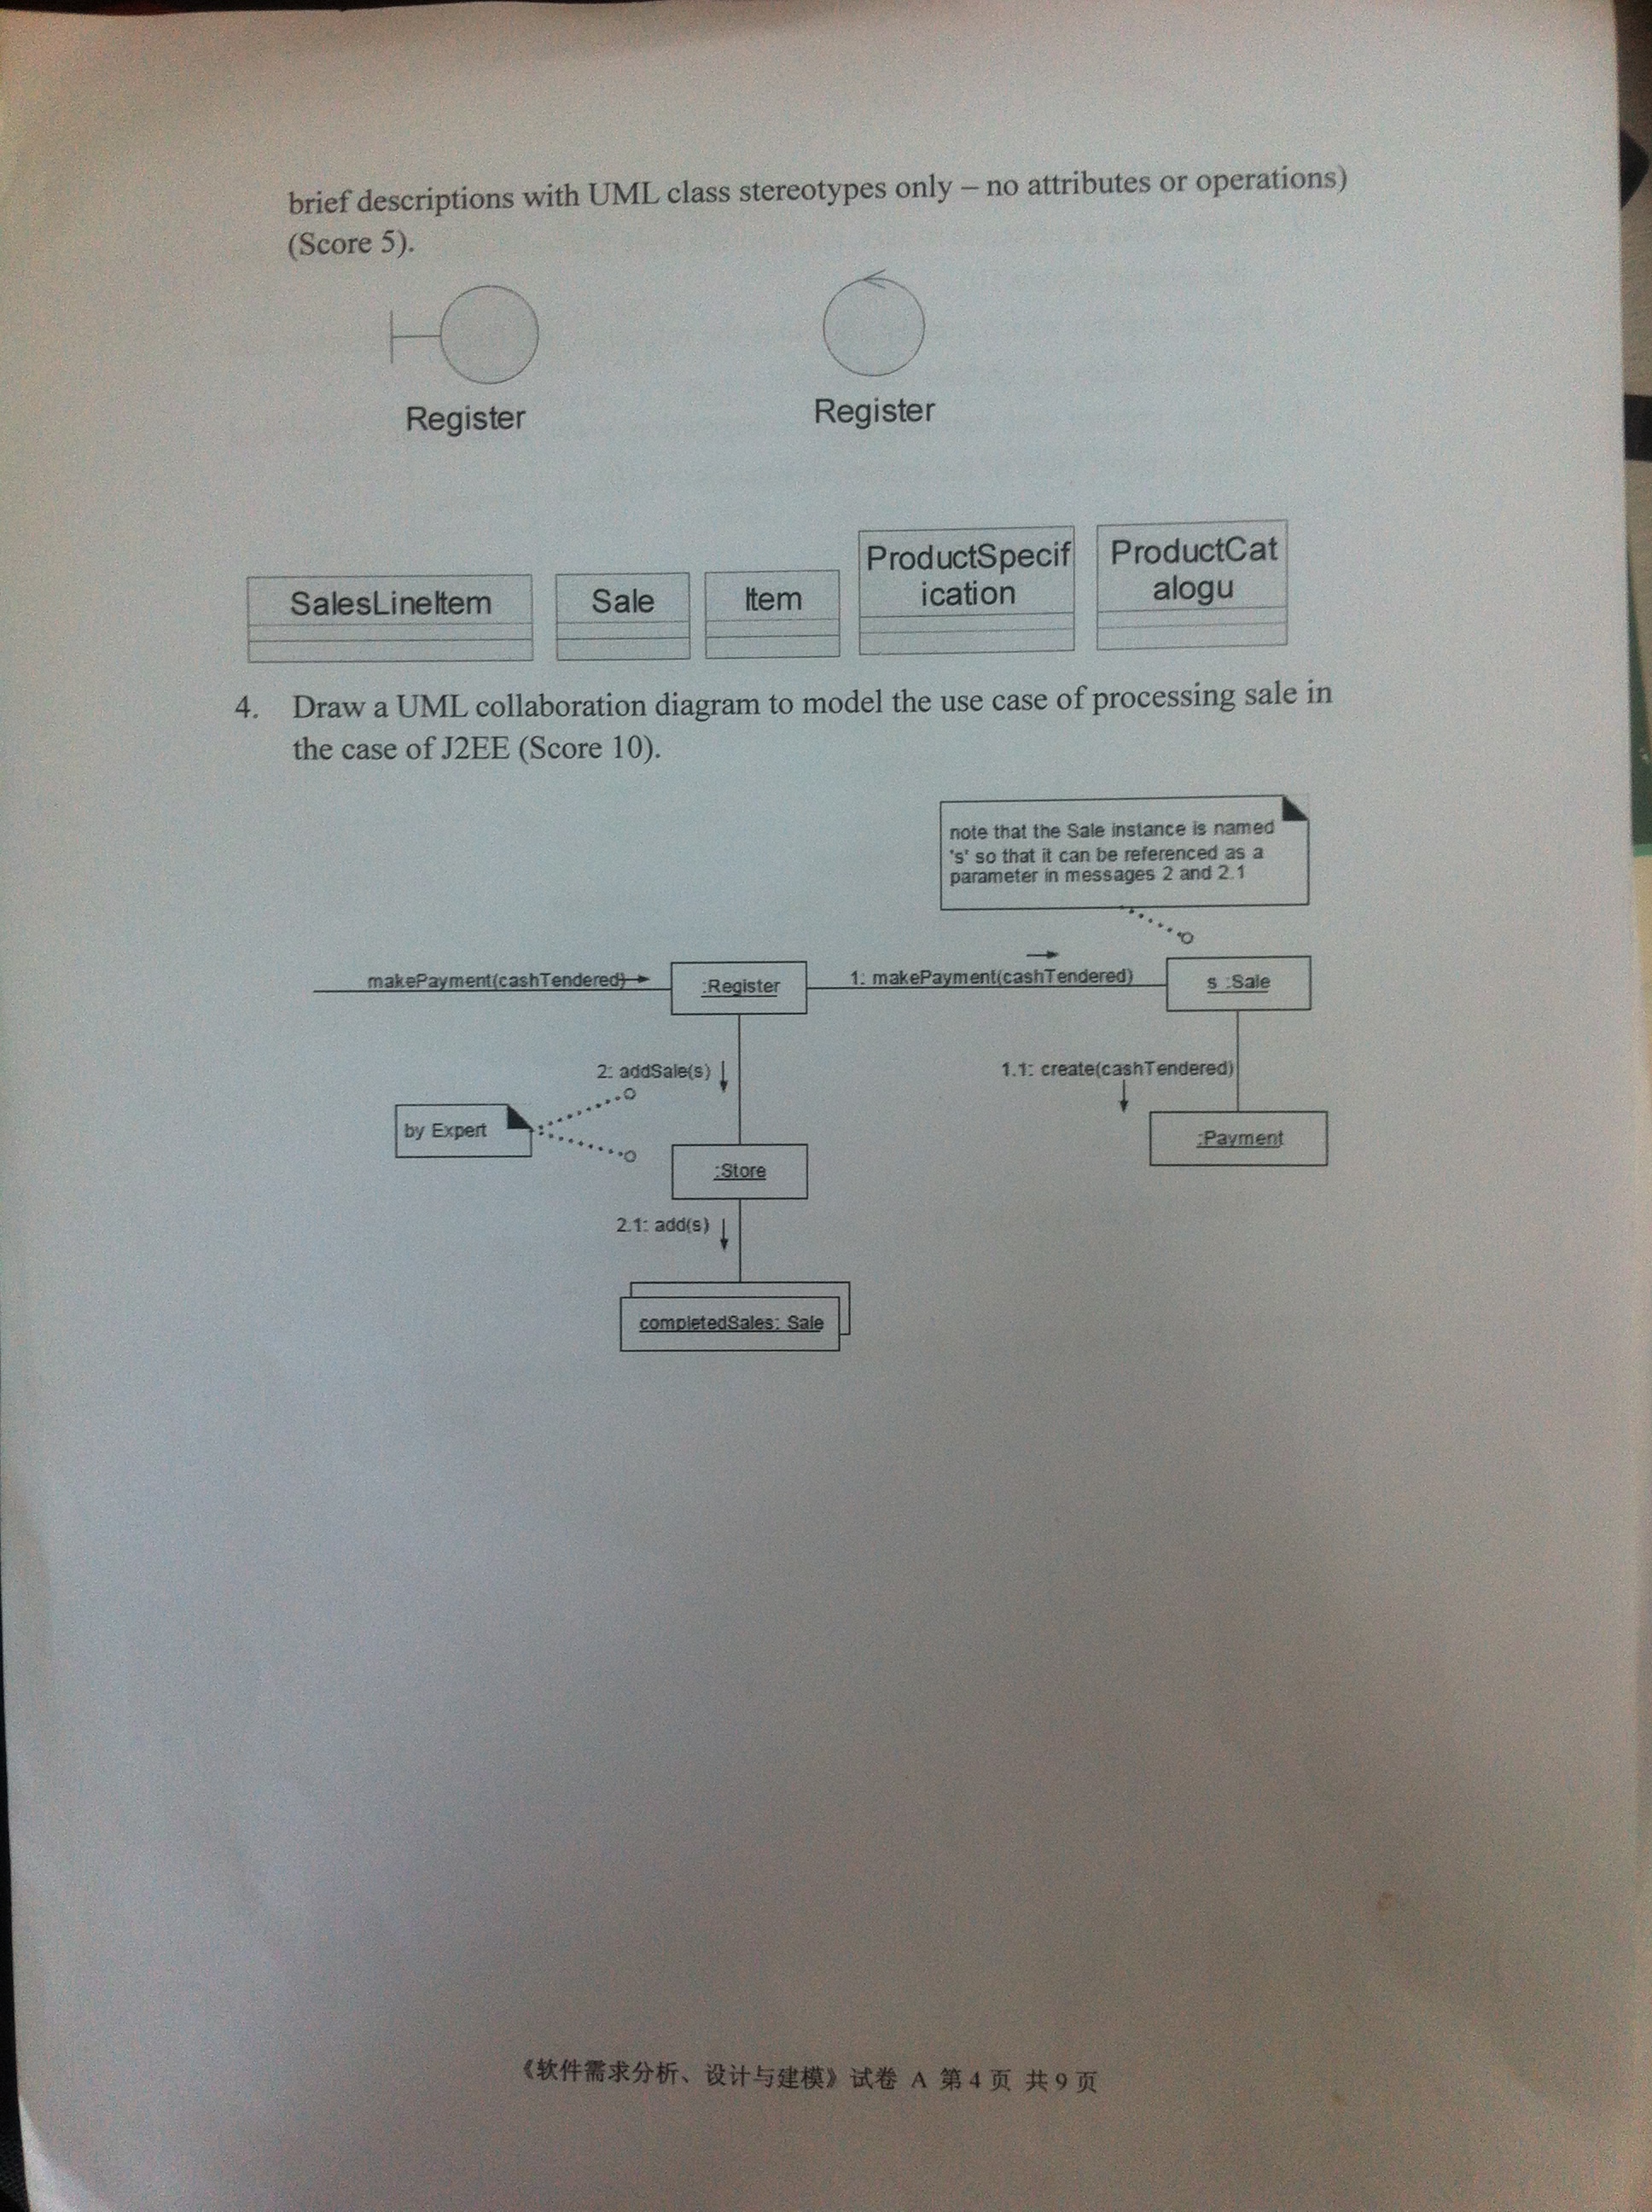 brief descriptions with UML class stereotypes only – no attributes or operations)
(Score 5).
Register
Register
SalesLineItem
Sale
Item
ProductSpecif
ication
ProductCat
alogu
4. Draw a UML collaboration diagram to model the use case of processing sale in
the case of J2EE (Score 10).
note that the Sale instance is named
's' so that it can be referenced as a
parameter in messages 2 and 2.1
makePayment(cashTendered)
:Register
1: makePayment(cashTendered)
s :Sale
2: addSale(s)
1.1: create(cashTendered)
by Expert
:Payment
:Store
2.1: add(s)
completedSales: Sale
《软件需求分析、设计与建模》试卷 A 第 4 页 共 9 页